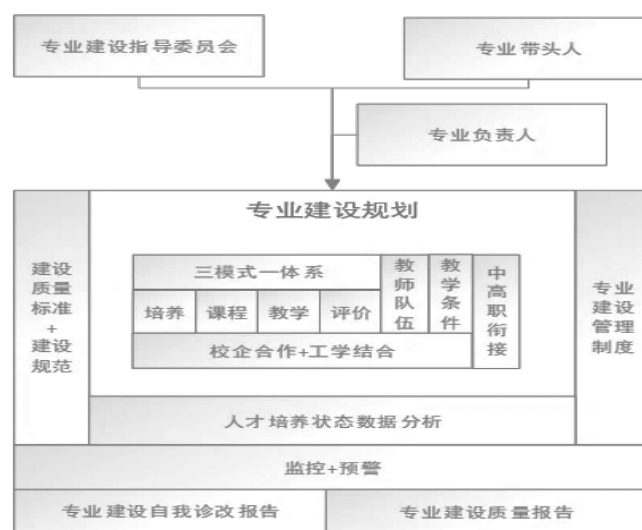 专业建设指导委员会
专业带头人
专业负责人
专业建设规划
建设
质量
标准
+
建设
规范
三模式一体系
培养
课程
教学
评价
校企合作+工学结合
教师队伍
教学条件
中高职衔接
专业
建设
管理
制度
人才培养状态数据分析
监控+预警
专业建设自我诊改报告
专业建设质量报告